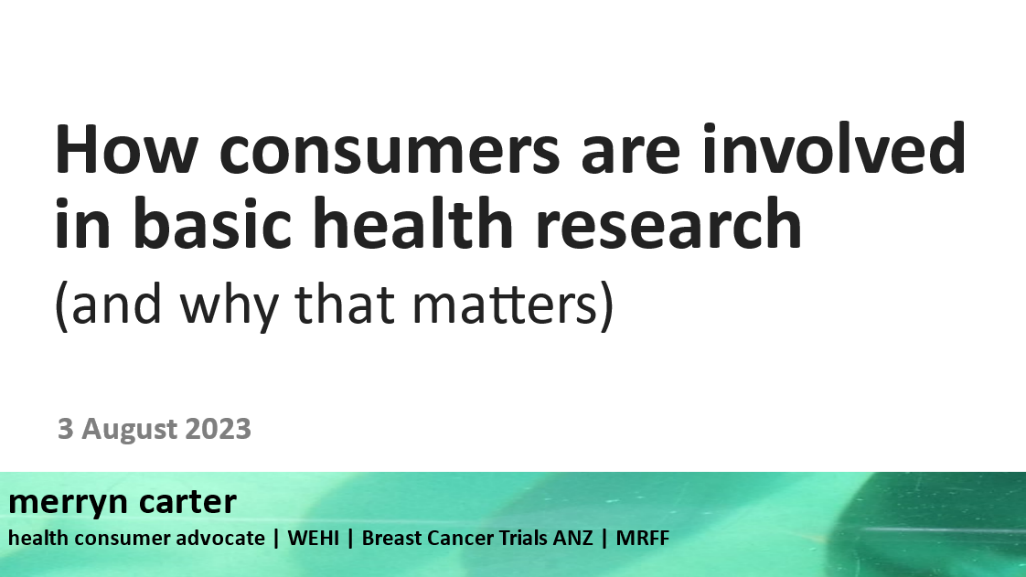 How consumers are involved
in basic health research
(and why that matters)
3 August 2023
merryn carter
health consumer advocate | WEHI | Breast Cancer Trials ANZ | MRFF